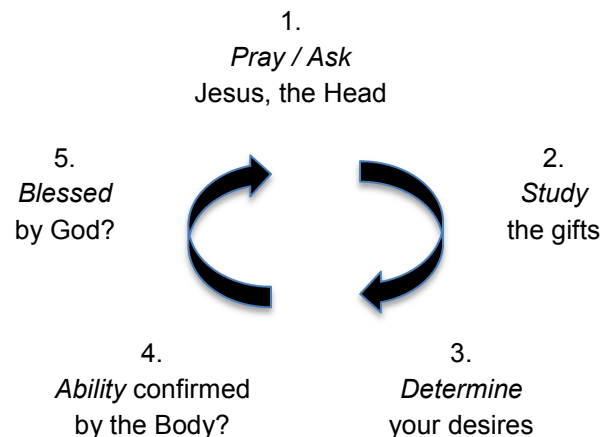 1.
Pray / Ask
Jesus, the Head
2.
Study
the gifts
3.
Determine
your desires
4.
Ability confirmed
by the Body?
5.
Blessed
by God?